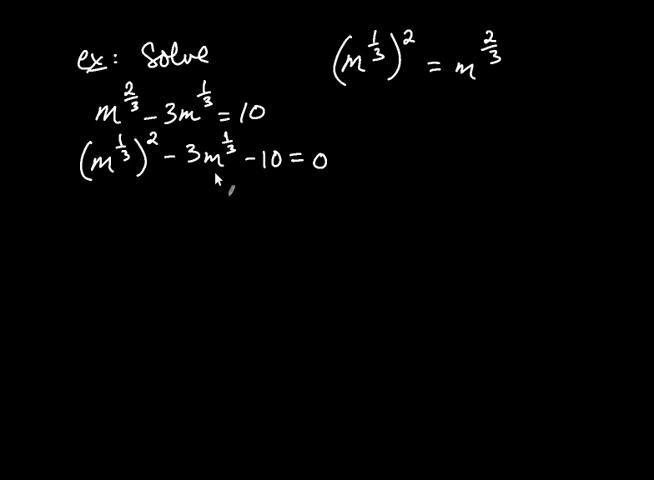 ex: Solve
(m^{1/3})^2 = m^{2/3}
m^{2/3} - 3m^{1/3} = 10
(m^{1/3})^2 - 3m^{1/3} - 10 = 0